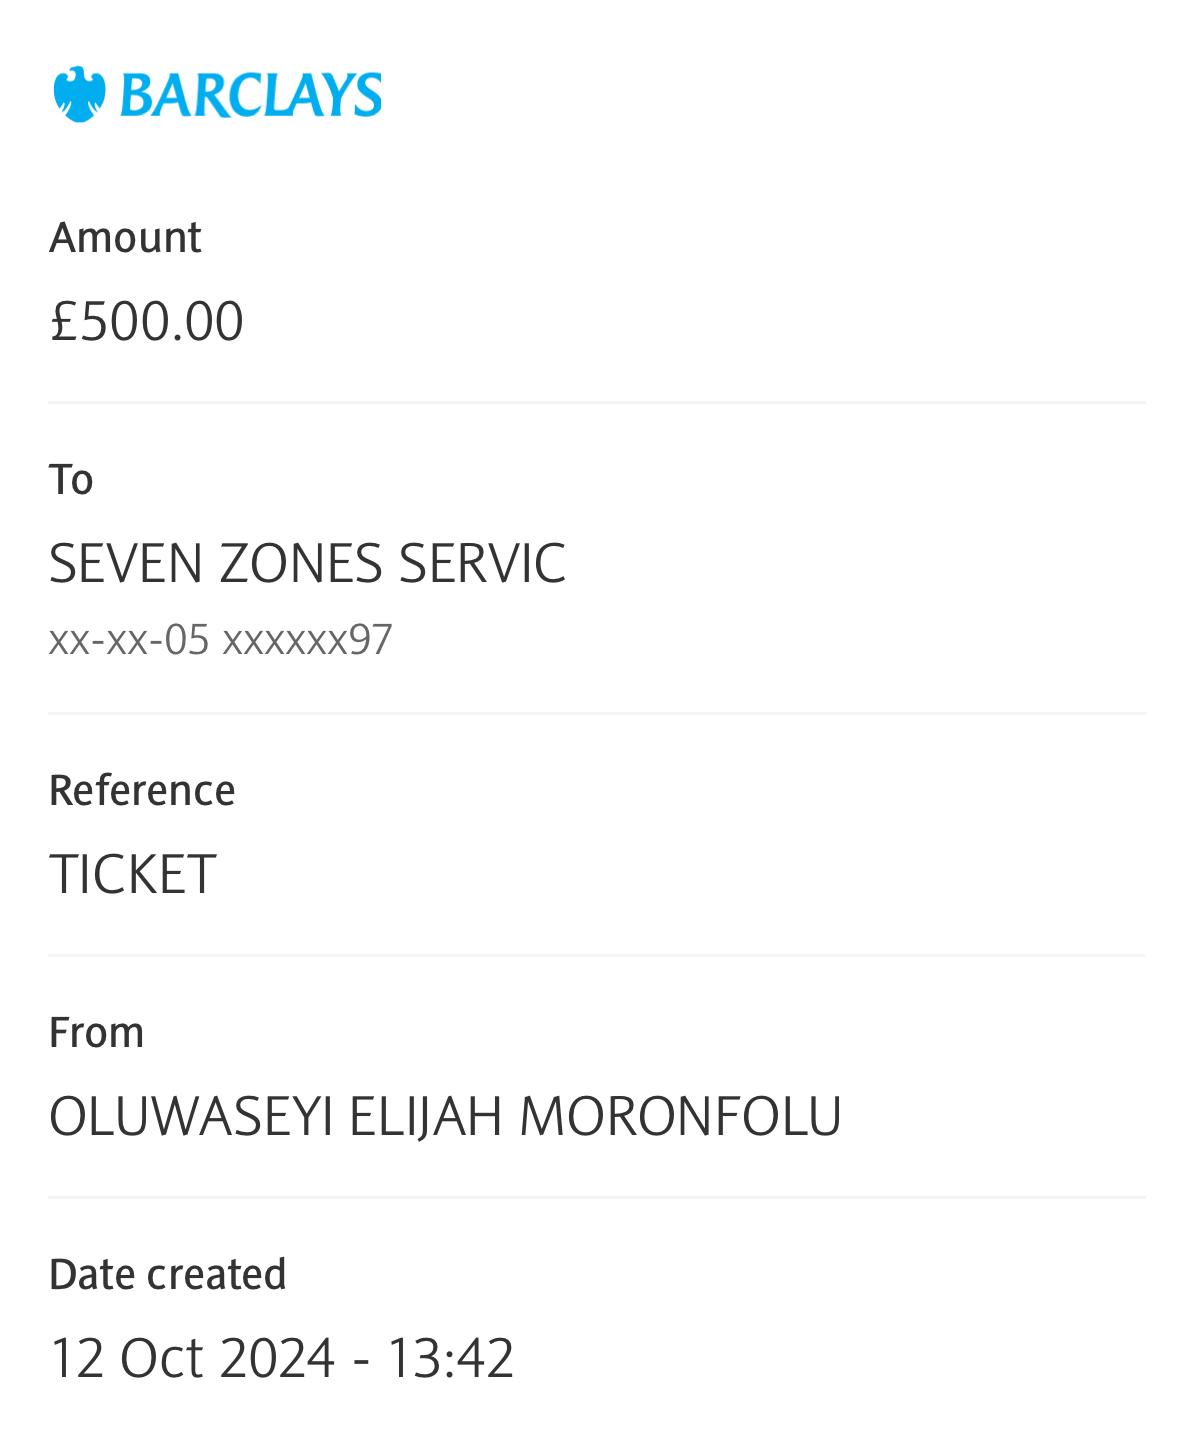 BARCLAYS
Amount
£500.00
To
SEVEN ZONES SERVIC
xx-xx-05 xxxxxx97
Reference
TICKET
From
OLUWASEYI ELIJAH MORONFOLU
Date created
12 Oct 2024 - 13:42